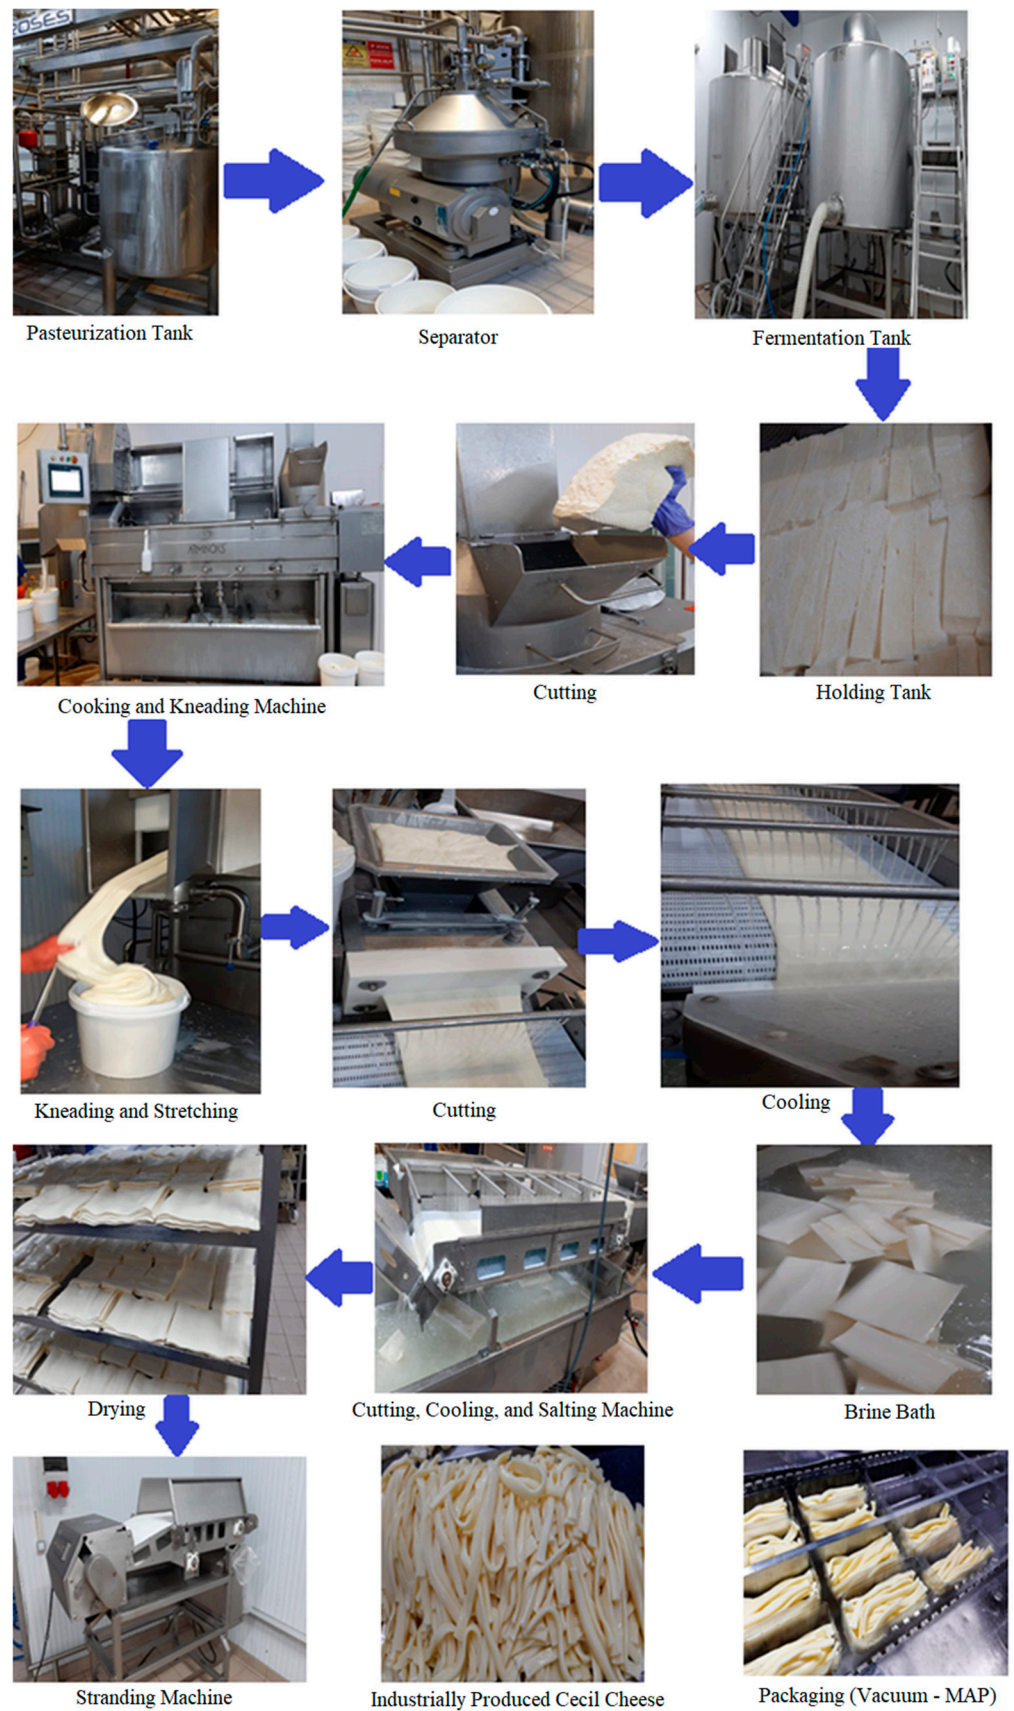 ROSES
Pasteurization Tank
Separator
Fermentation Tank
Cooking and Kneading Machine
Cutting
Holding Tank
Kneading and Stretching
Cutting
Cooling
Drying
Cutting, Cooling, and Salting Machine
Brine Bath
Stranding Machine
Industrially Produced Cecil Cheese
Packaging (Vacuum - MAP)